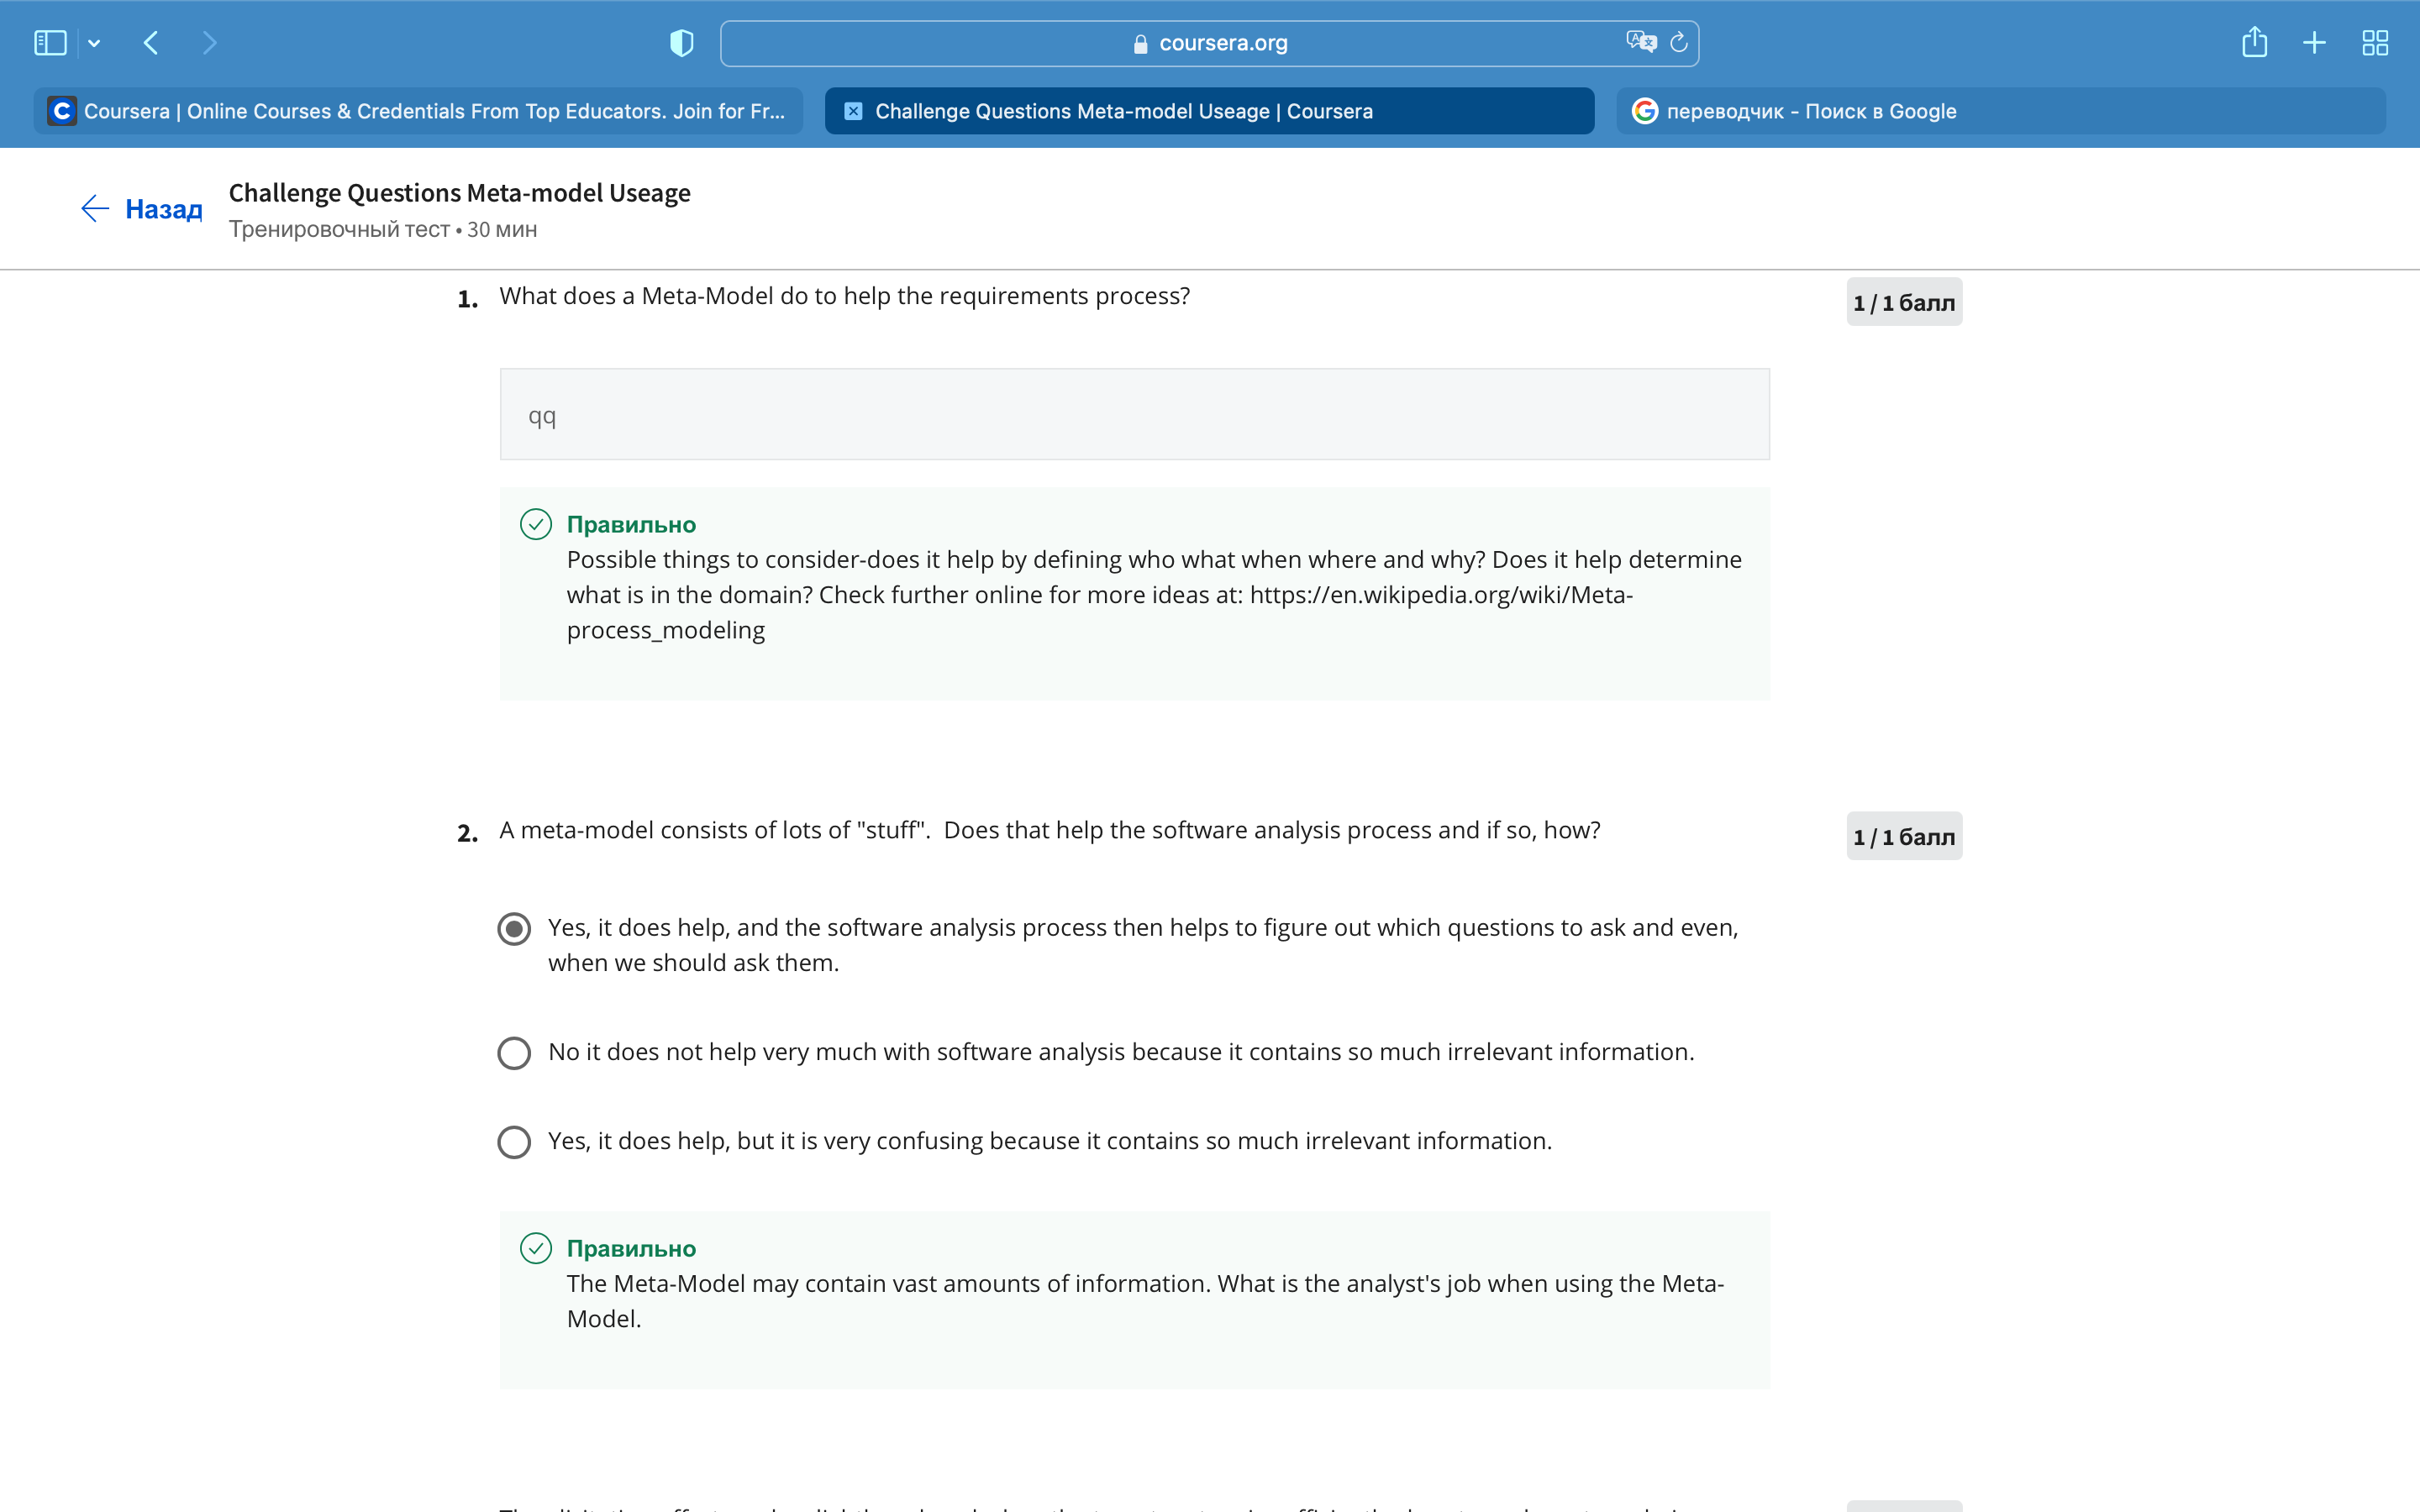 coursera.org
Coursera | Online Courses & Credentials From Top Educators. Join for Fr...
Challenge Questions Meta-model Useage | Coursera
переводчик - Поиск в Google
Назад
Challenge Questions Meta-model Useage
Тренировочный тест • 30 мин
1. What does a Meta-Model do to help the requirements process?
1 / 1 балл
qq
Правильно
Possible things to consider-does it help by defining who what when where and why? Does it help determine
what is in the domain? Check further online for more ideas at: https://en.wikipedia.org/wiki/Meta-
process_modeling
2. A meta-model consists of lots of "stuff".  Does that help the software analysis process and if so, how?
1 / 1 балл
Yes, it does help, and the software analysis process then helps to figure out which questions to ask and even,
when we should ask them.
No it does not help very much with software analysis because it contains so much irrelevant information.
Yes, it does help, but it is very confusing because it contains so much irrelevant information.
Правильно
The Meta-Model may contain vast amounts of information. What is the analyst's job when using the Meta-
Model.